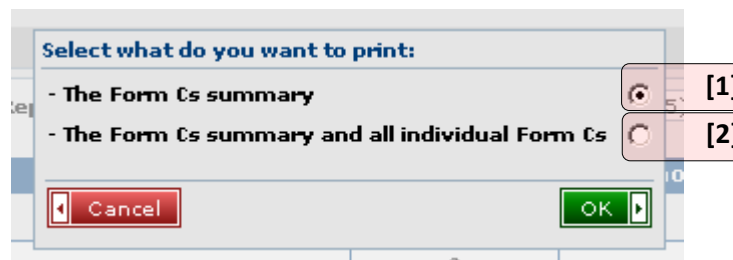 Select what do you want to print:
- The Form Cs summary [1]
- The Form Cs summary and all individual Form Cs [2]
Cancel OK